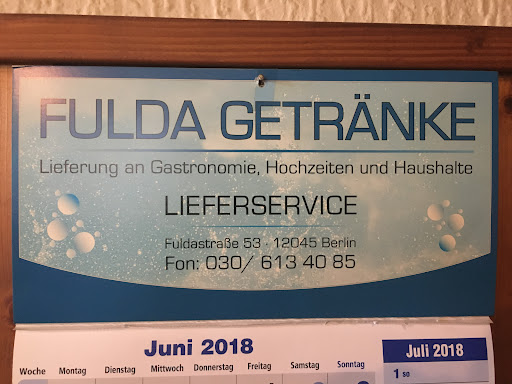 FULDA GETRÄNKE
Lieferung an Gastronomie, Hochzeiten und Haushalte
LIEFERSERVICE
Fuldastraße 53 · 12045 Berlin
Fon: 030/ 613 40 85
Juni 2018
Juli 2018
Woche Montag Dienstag Mittwoch Donnerstag Freitag Samstag Sonntag
1 so